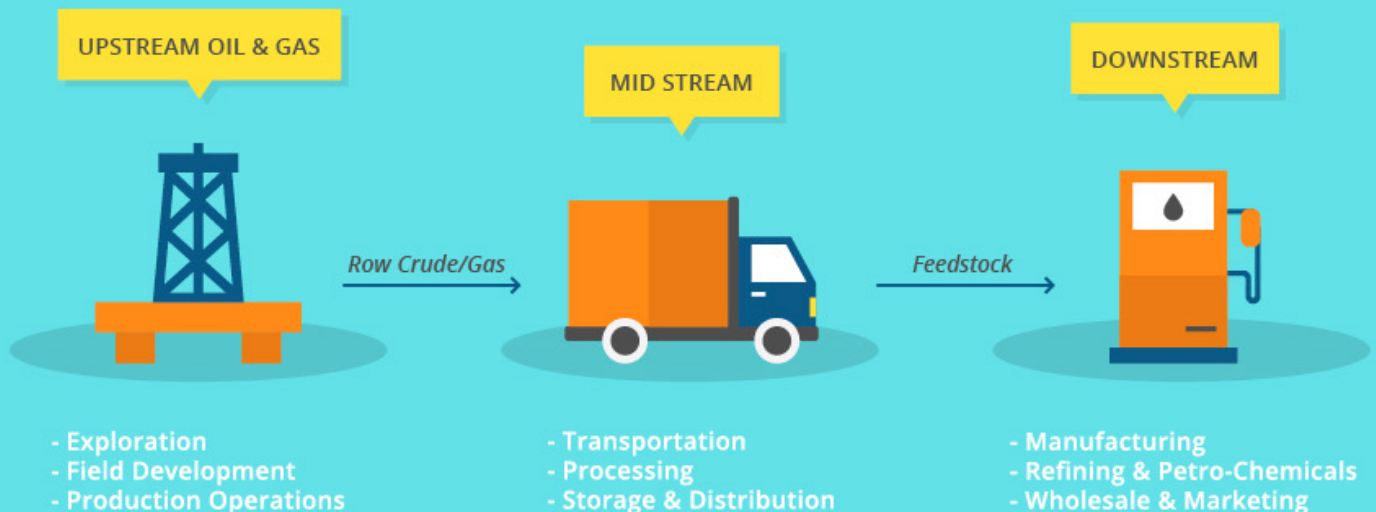 UPSTREAM OIL & GAS
MID STREAM
DOWNSTREAM
Row Crude/Gas
Feedstock
- Exploration
- Field Development
- Production Operations
- Transportation
- Processing
- Storage & Distribution
- Manufacturing
- Refining & Petro-Chemicals
- Wholesale & Marketing